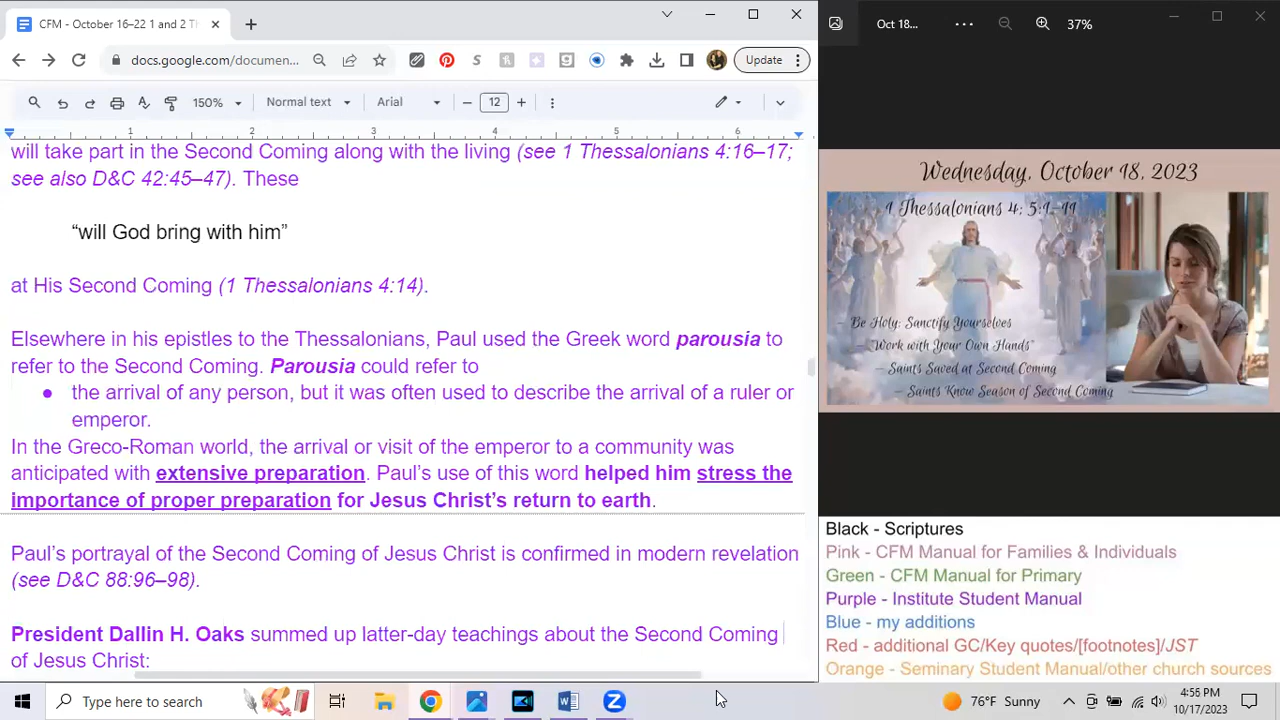 CFM - October 16–22 1 and 2 Th
docs.google.com/documen...
Update
150%
Normal text
Arial
12
1
2
3
4
5
6
will take part in the Second Coming along with the living (see 1 Thessalonians 4:16–17;
see also D&C 42:45–47). These
“will God bring with him”
at His Second Coming (1 Thessalonians 4:14).
Elsewhere in his epistles to the Thessalonians, Paul used the Greek word parousia to
refer to the Second Coming. Parousia could refer to
● the arrival of any person, but it was often used to describe the arrival of a ruler or
emperor.
In the Greco-Roman world, the arrival or visit of the emperor to a community was
anticipated with extensive preparation. Paul’s use of this word helped him stress the
importance of proper preparation for Jesus Christ’s return to earth.
Paul’s portrayal of the Second Coming of Jesus Christ is confirmed in modern revelation
(see D&C 88:96–98).
President Dallin H. Oaks summed up latter-day teachings about the Second Coming
of Jesus Christ:
Oct 18...
37%
Wednesday, October 18, 2023
1 Thessalonians 4; 5:1-11
- Be Holy: Sanctify Yourselves
- "Work with Your Own Hands"
- Saints Saved at Second Coming
- Saints Know Season of Second Coming
Black - Scriptures
Pink - CFM Manual for Families & Individuals
Green - CFM Manual for Primary
Purple - Institute Student Manual
Blue - my additions
Red - additional GC/Key quotes/[footnotes]/JST
Orange - Seminary Student Manual/other church sources
Type here to search
76°F Sunny
4:55 PM
10/17/2023